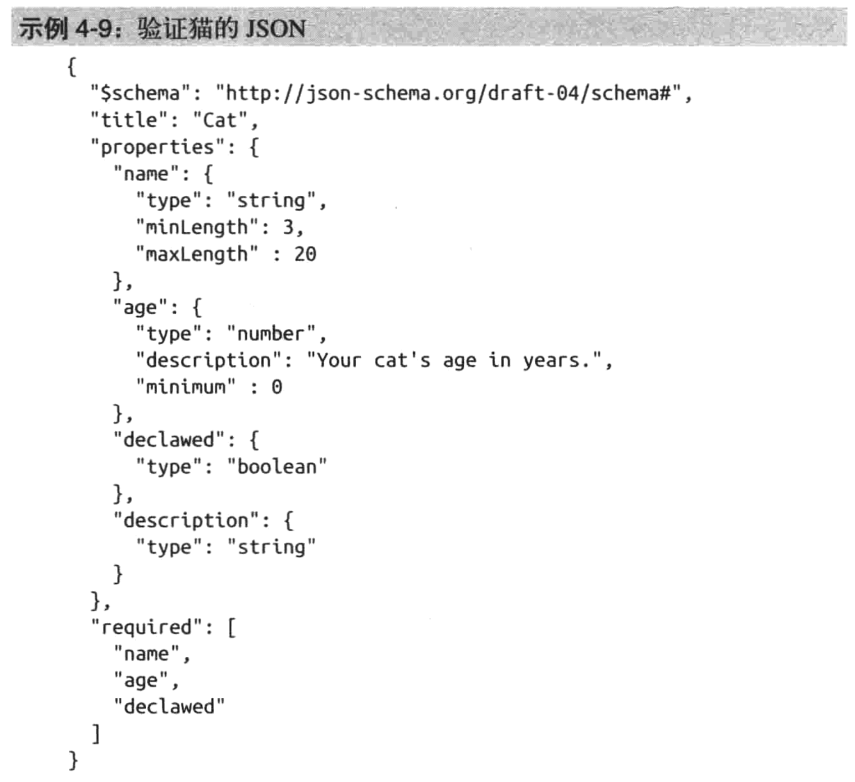 示例 4-9：验证猫的 JSON
{
  "$schema": "http://json-schema.org/draft-04/schema#",
  "title": "Cat",
  "properties": {
    "name": {
      "type": "string",
      "minLength": 3,
      "maxLength" : 20
    },
    "age": {
      "type": "number",
      "description": "Your cat's age in years.",
      "minimum" : 0
    },
    "declawed": {
      "type": "boolean"
    },
    "description": {
      "type": "string"
    }
  },
  "required": [
    "name",
    "age",
    "declawed"
  ]
}